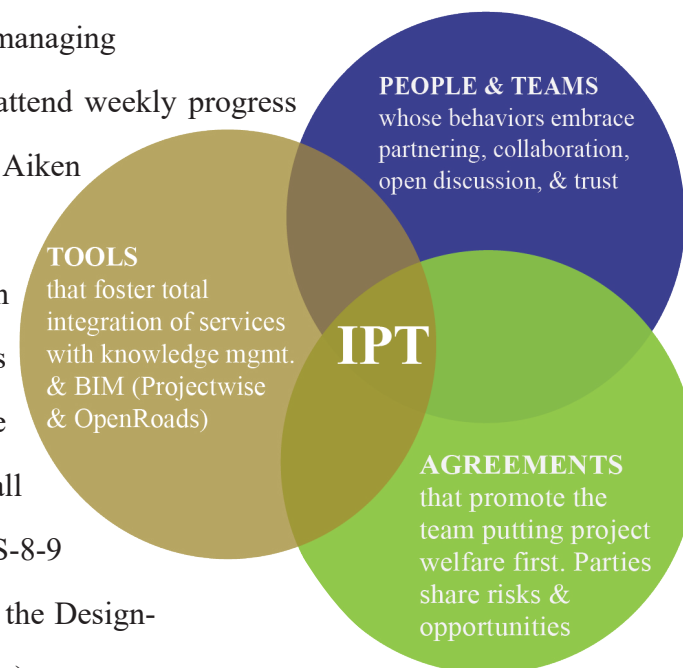 managing
attend weekly progress
Aiken
all
S-8-9
the Design-
PEOPLE & TEAMS
whose behaviors embrace
partnering, collaboration,
open discussion, & trust
TOOLS
that foster total
integration of services
with knowledge mgmt.
& BIM (Projectwise
& OpenRoads)
IPT
AGREEMENTS
that promote the
team putting project
welfare first. Parties
share risks &
opportunities